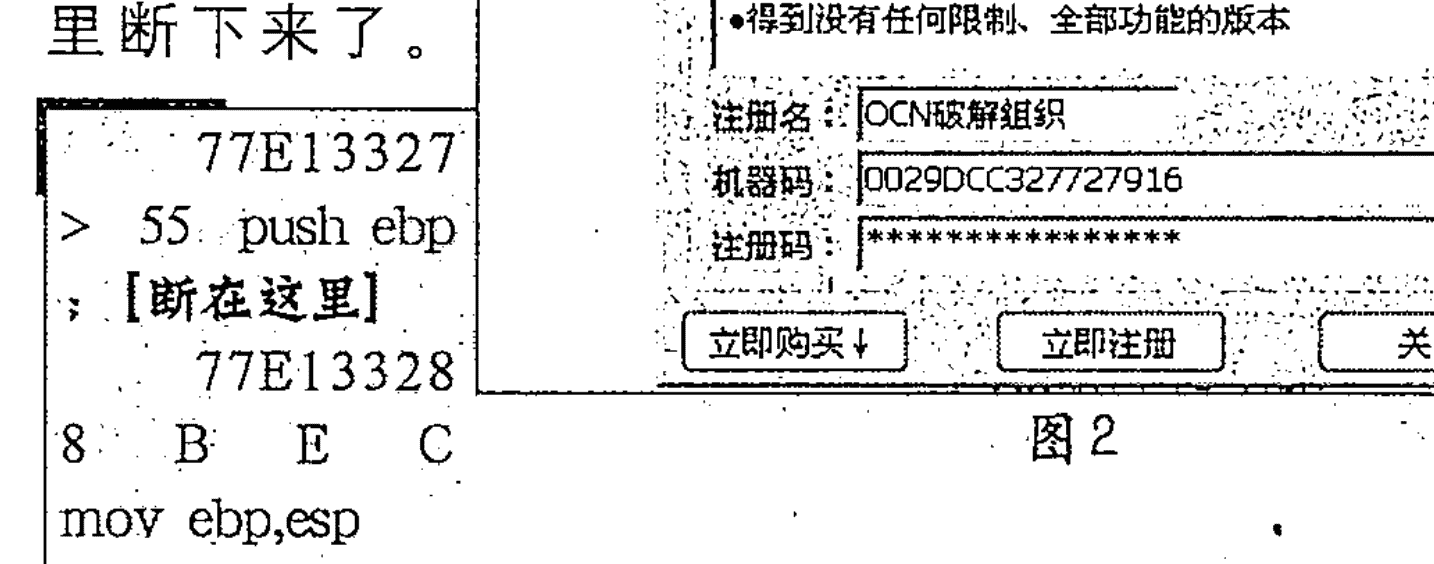 里断下来了。
77E13327
> 55 push ebp
; [断在这里]
77E13328
8 B E C
mov ebp,esp
●得到没有任何限制、全部功能的版本
注册名: OCN破解组织
机器码: 0029DCC327727916
注册码: ****************
立即购买↓ 立即注册 关
图2